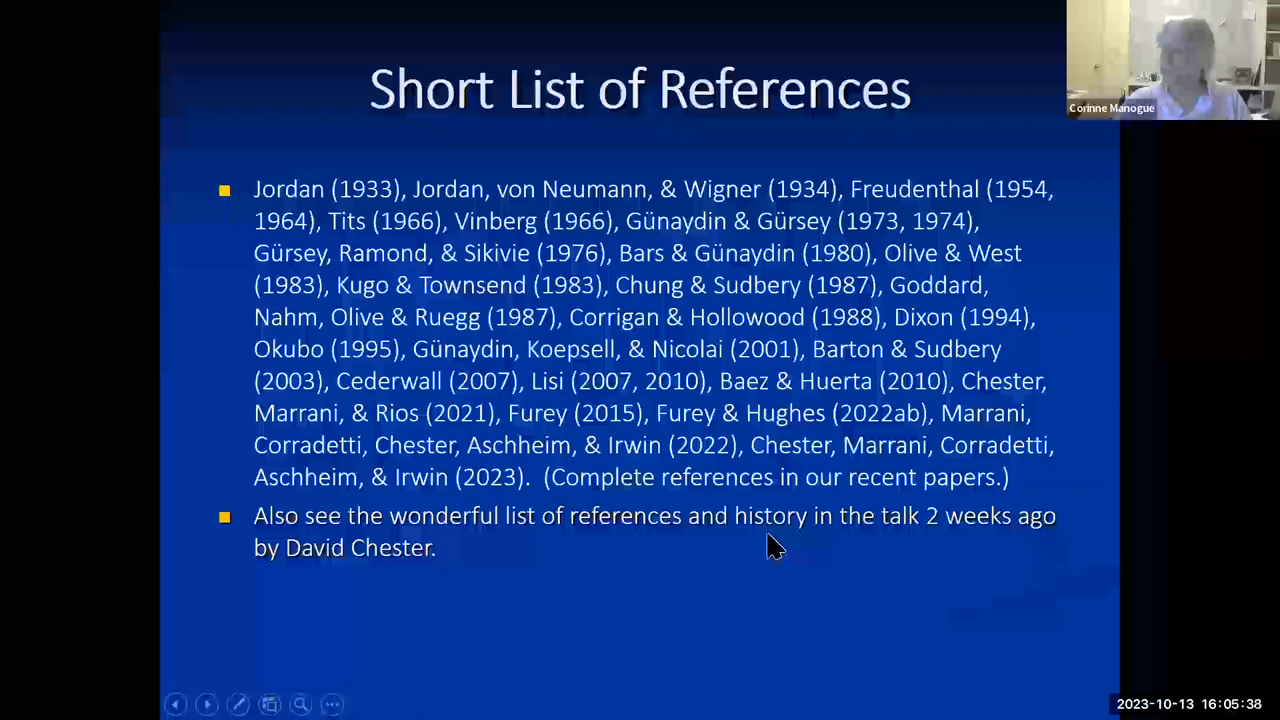 Short List of References
Corinne Manogue
Jordan (1933), Jordan, von Neumann, & Wigner (1934), Freudenthal (1954,
1964), Tits (1966), Vinberg (1966), Günaydin & Gürsey (1973, 1974),
Gürsey, Ramond, & Sikivie (1976), Bars & Günaydin (1980), Olive & West
(1983), Kugo & Townsend (1983), Chung & Sudbery (1987), Goddard,
Nahm, Olive & Ruegg (1987), Corrigan & Hollowood (1988), Dixon (1994),
Okubo (1995), Günaydin, Koepsell, & Nicolai (2001), Barton & Sudbery
(2003), Cederwall (2007), Lisi (2007, 2010), Baez & Huerta (2010), Chester,
Marrani, & Rios (2021), Furey (2015), Furey & Hughes (2022ab), Marrani,
Corradetti, Chester, Aschheim, & Irwin (2022), Chester, Marrani, Corradetti,
Aschheim, & Irwin (2023).  (Complete references in our recent papers.)
Also see the wonderful list of references and history in the talk 2 weeks ago
by David Chester.
2023-10-13 16:05:38